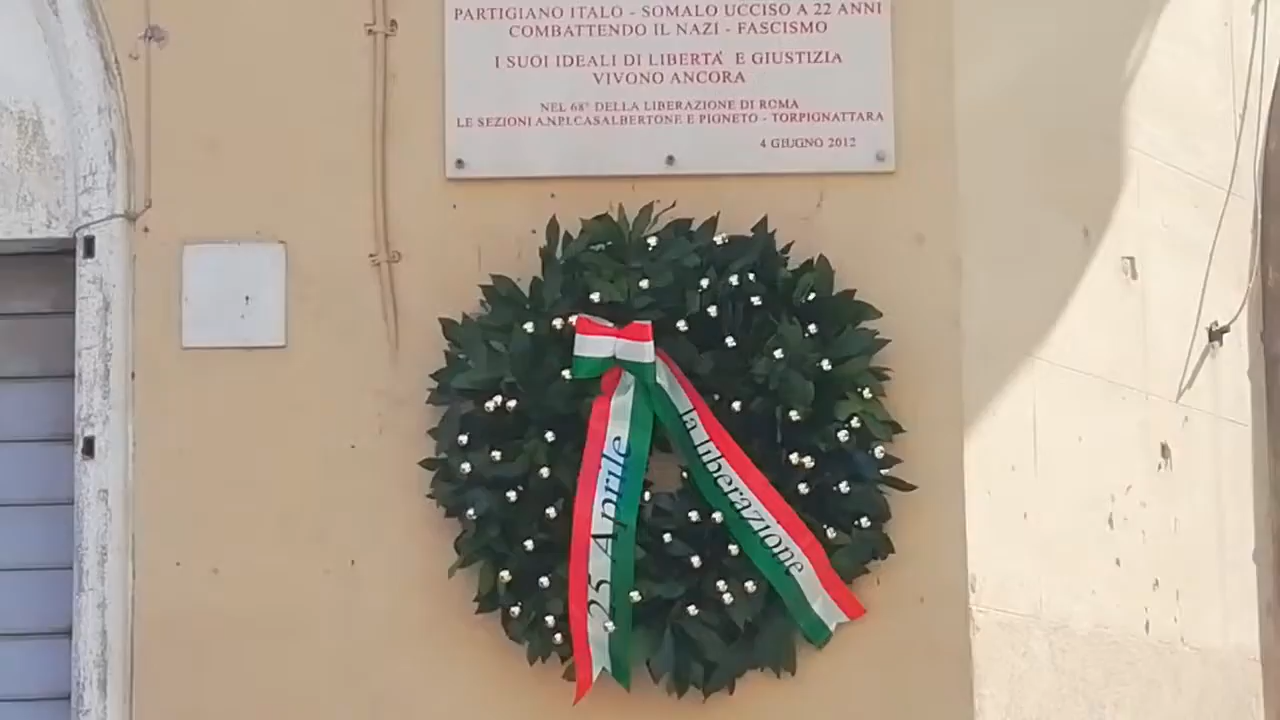 PARTIGIANO ITALO - SOMALO UCCISO A 22 ANNI
COMBATTENDO IL NAZI - FASCISMO
I SUOI IDEALI DI LIBERTA' E GIUSTIZIA
VIVONO ANCORA
NEL 68° DELLA LIBERAZIONE DI ROMA
LE SEZIONI A.N.P.I.CASALBERTONE E PIGNETO - TORPIGNATTARA
4 GIUGNO 2012
25 Aprile
la liberazione